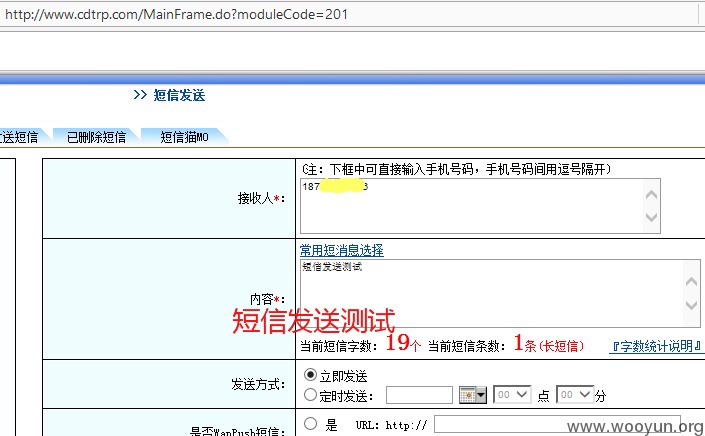 http://www.cdtrp.com/MainFrame.do?moduleCode=201
>> 短信发送
送短信 已删除短信 短信猫MO
(注: 下框中可直接输入手机号码，手机号码间用逗号隔开)
接收人*:
187 3
常用短消息选择
短信发送测试
内容*:
短信发送测试
当前短信字数: 19个 当前短信条数: 1条(长短信) 『字数统计说明』
发送方式:
立即发送
定时发送: 00 点 00 分
是否WapPush短信:
是 URL: http://
www.wooyun.org